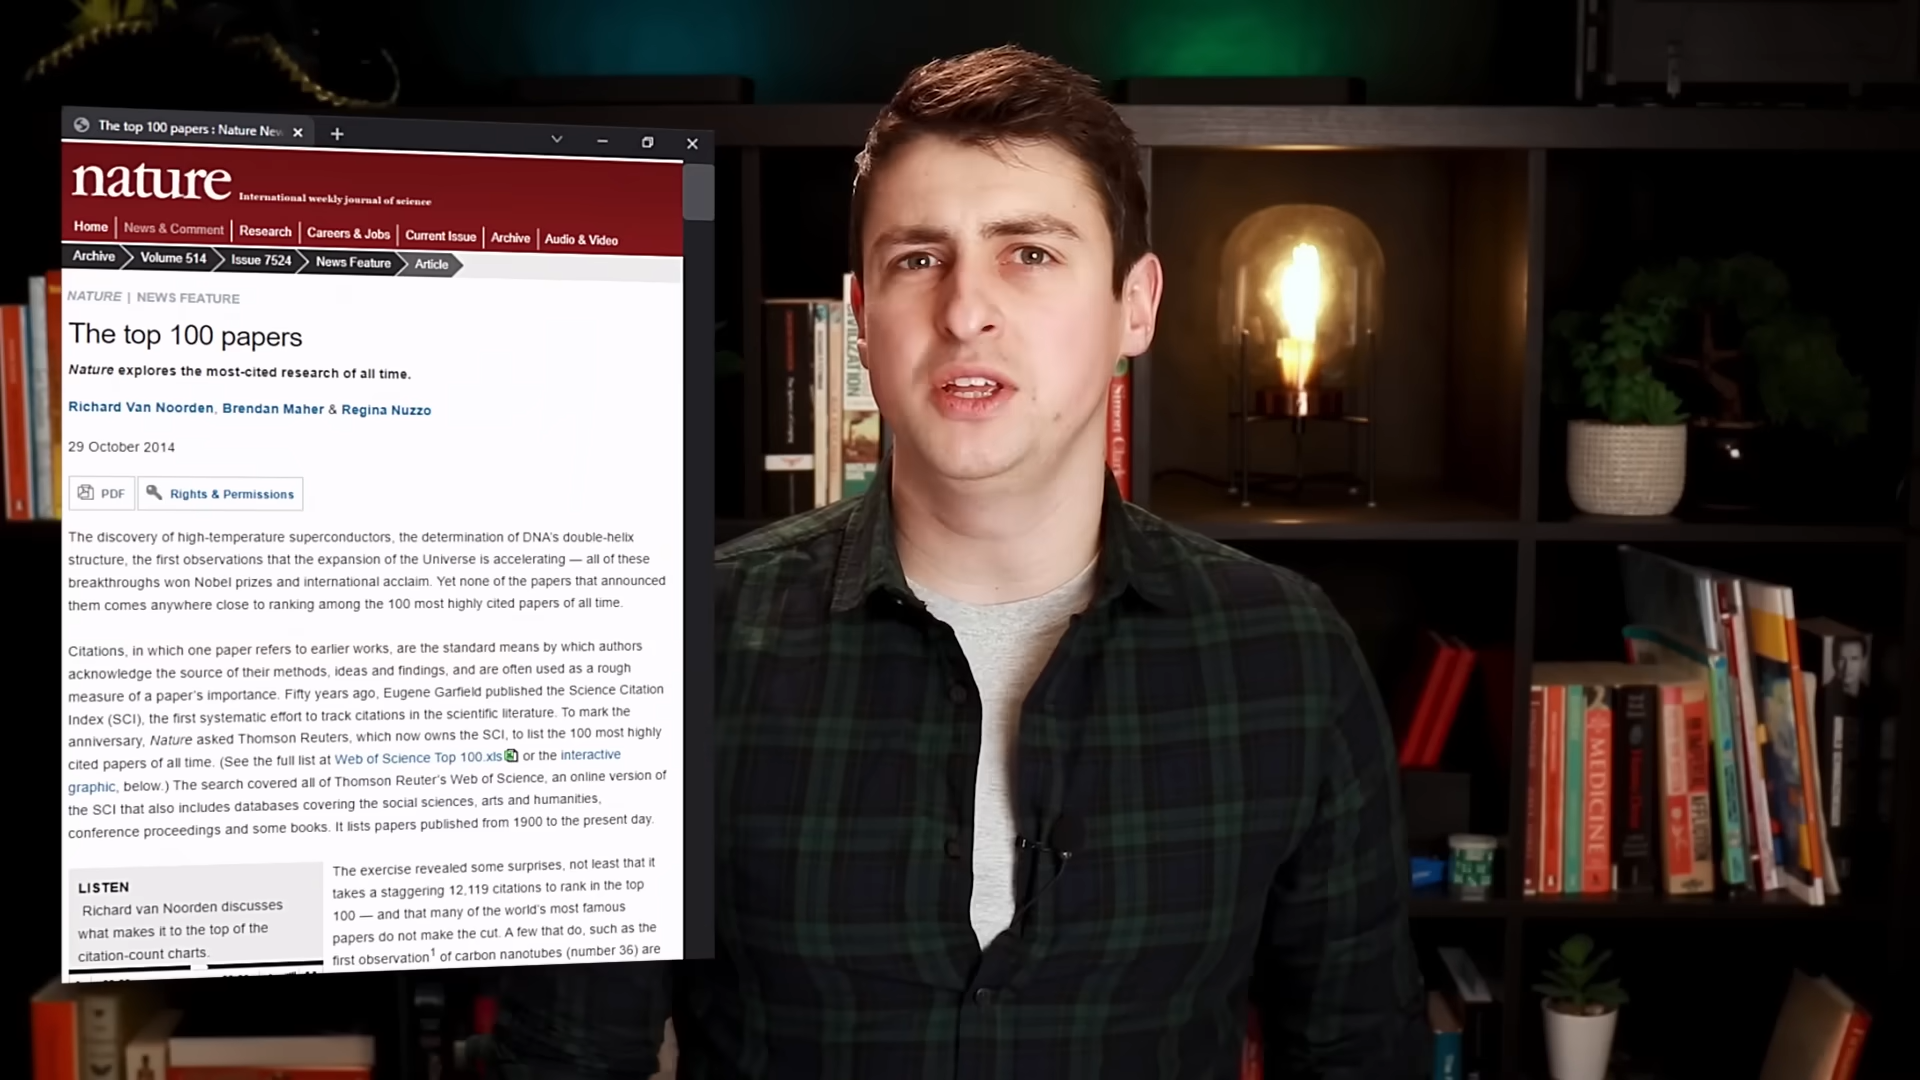 The top 100 papers : Nature New
nature International weekly journal of science
Home News & Comment Research Careers & Jobs Current Issue Archive Audio & Video
Archive Volume 514 Issue 7524 News Feature Article
NATURE | NEWS FEATURE
The top 100 papers
Nature explores the most-cited research of all time.
Richard Van Noorden, Brendan Maher & Regina Nuzzo
29 October 2014
PDF Rights & Permissions
The discovery of high-temperature superconductors, the determination of DNA's double-helix
structure, the first observations that the expansion of the Universe is accelerating — all of these
breakthroughs won Nobel prizes and international acclaim. Yet none of the papers that announced
them comes anywhere close to ranking among the 100 most highly cited papers of all time.
Citations, in which one paper refers to earlier works, are the standard means by which authors
acknowledge the source of their methods, ideas and findings, and are often used as a rough
measure of a paper's importance. Fifty years ago, Eugene Garfield published the Science Citation
Index (SCI), the first systematic effort to track citations in the scientific literature. To mark the
anniversary, Nature asked Thomson Reuters, which now owns the SCI, to list the 100 most highly
cited papers of all time. (See the full list at Web of Science Top 100.xls or the interactive
graphic, below.) The search covered all of Thomson Reuter's Web of Science, an online version of
the SCI that also includes databases covering the social sciences, arts and humanities,
conference proceedings and some books. It lists papers published from 1900 to the present day.
LISTEN
Richard van Noorden discusses
what makes it to the top of the
citation-count charts.
The exercise revealed some surprises, not least that it
takes a staggering 12,119 citations to rank in the top
100 — and that many of the world's most famous
papers do not make the cut. A few that do, such as the
first observation1 of carbon nanotubes (number 36) are
MEDICINE